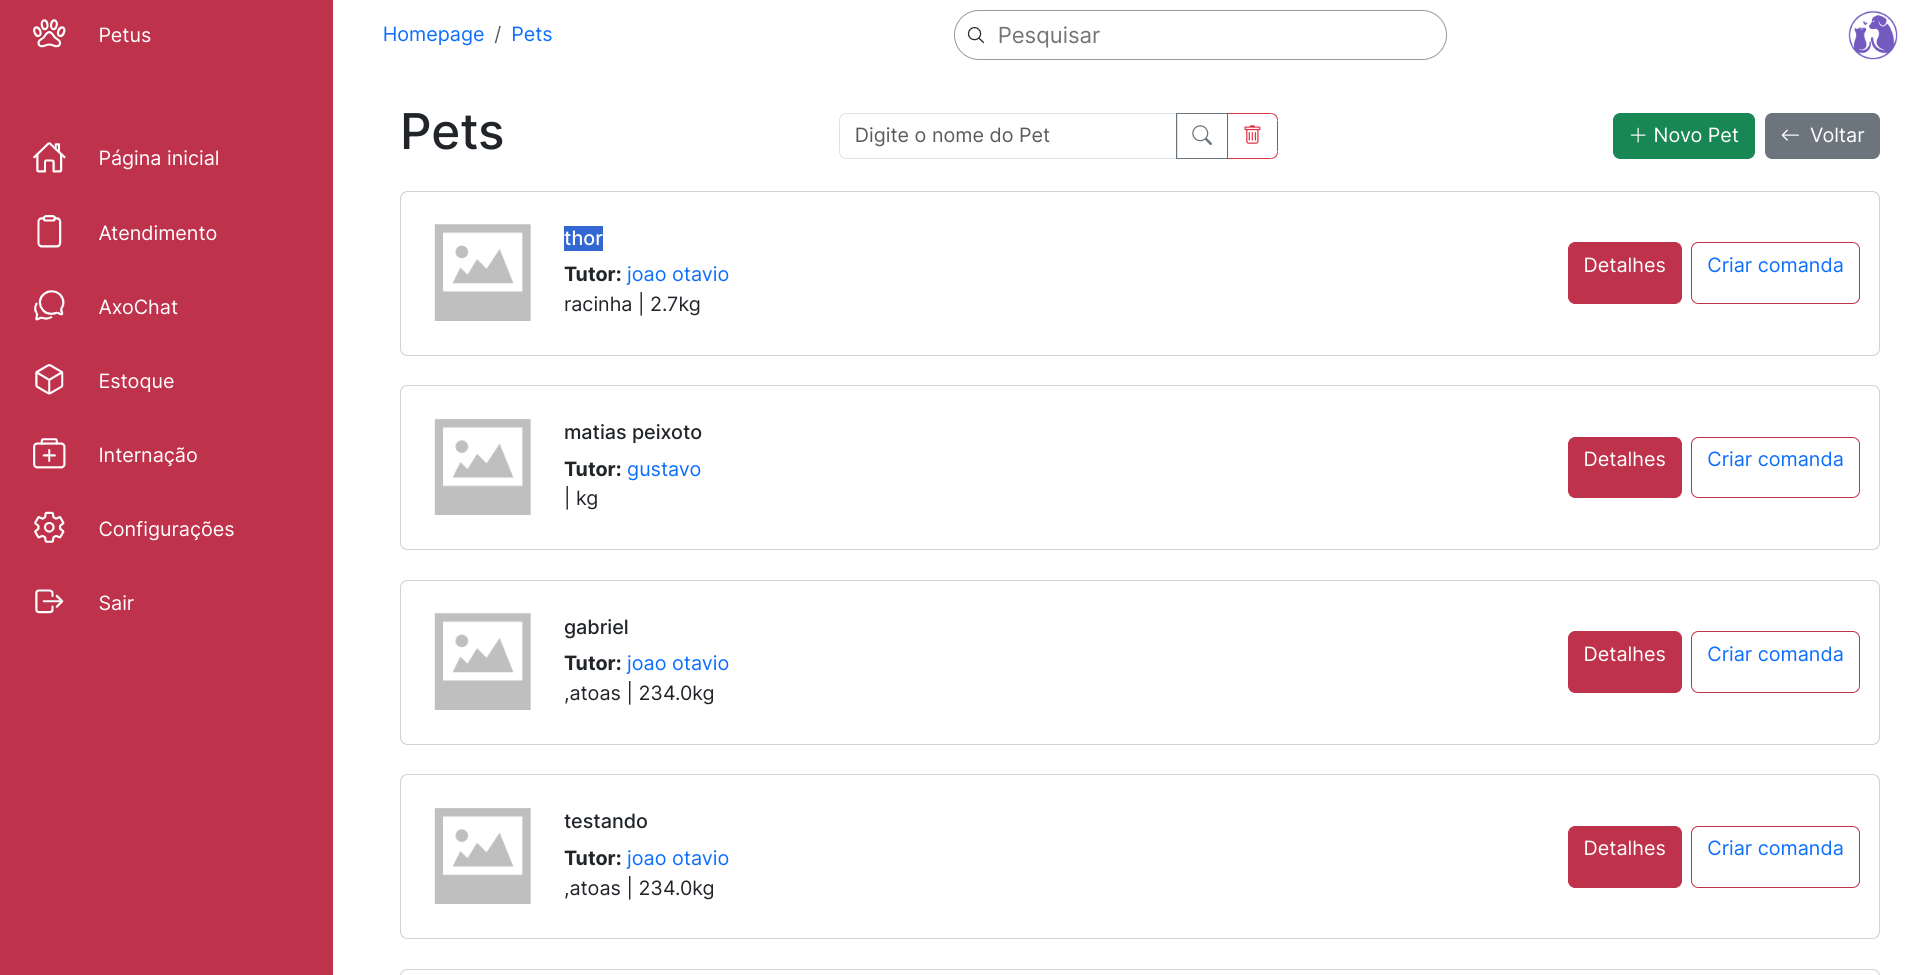 Petus
Homepage / Pets
Pesquisar
Página inicial
Atendimento
AxoChat
Estoque
Internação
Configurações
Sair
Pets
Digite o nome do Pet
+ Novo Pet
← Voltar
thor
Tutor: joao otavio
racinha | 2.7kg
Detalhes
Criar comanda
matias peixoto
Tutor: gustavo
| kg
Detalhes
Criar comanda
gabriel
Tutor: joao otavio
,atoas | 234.0kg
Detalhes
Criar comanda
testando
Tutor: joao otavio
,atoas | 234.0kg
Detalhes
Criar comanda